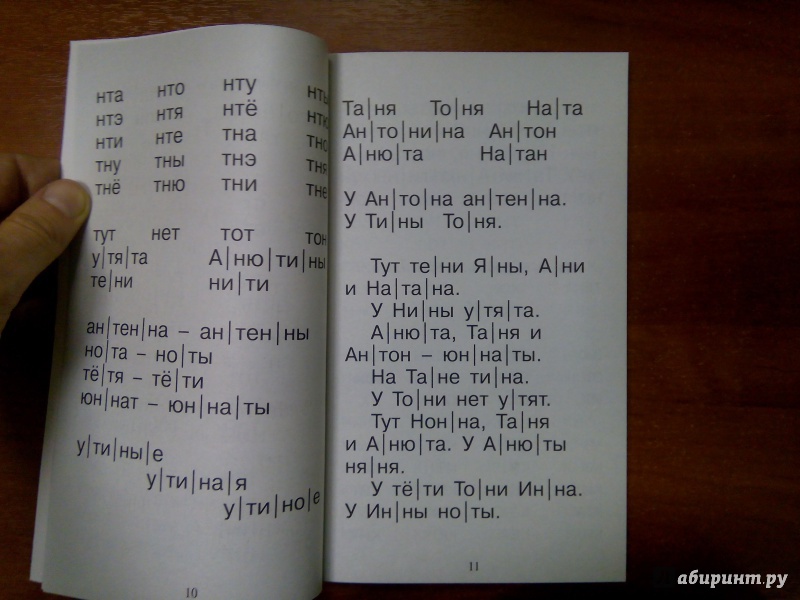 нта нто нту
нтэ нтя нтё
нти нте тна
тну тны тнэ
тнё тню тни тне
тут нет тот тон
у|тя|та А|ню|ти|ны
те|ни ни|ти
ан|тен|на – ан|тен|ны
но|та – но|ты
тё|тя – тё|ти
юн|нат – юн|на|ты
у|ти|ны|е
у|ти|на|я
у|ти|но|е
10
Та|ня То|ня На|та
Ан|то|ни|на Ан|тон
А|ню|та На|тан
У Ан|то|на ан|тен|на.
У Ти|ны То|ня.
Тут те|ни Я|ны, А|ни
и На|та|на.
У Ни|ны у|тя|та.
А|ню|та, Та|ня и
Ан|тон – юн|на|ты.
На Та|не ти|на.
У То|ни нет у|тят.
Тут Нон|на, Та|ня
и А|ню|та. У А|ню|ты
ня|ня.
У тё|ти То|ни Ин|на.
У Ин|ны но|ты.
11
Лабиринт.ру